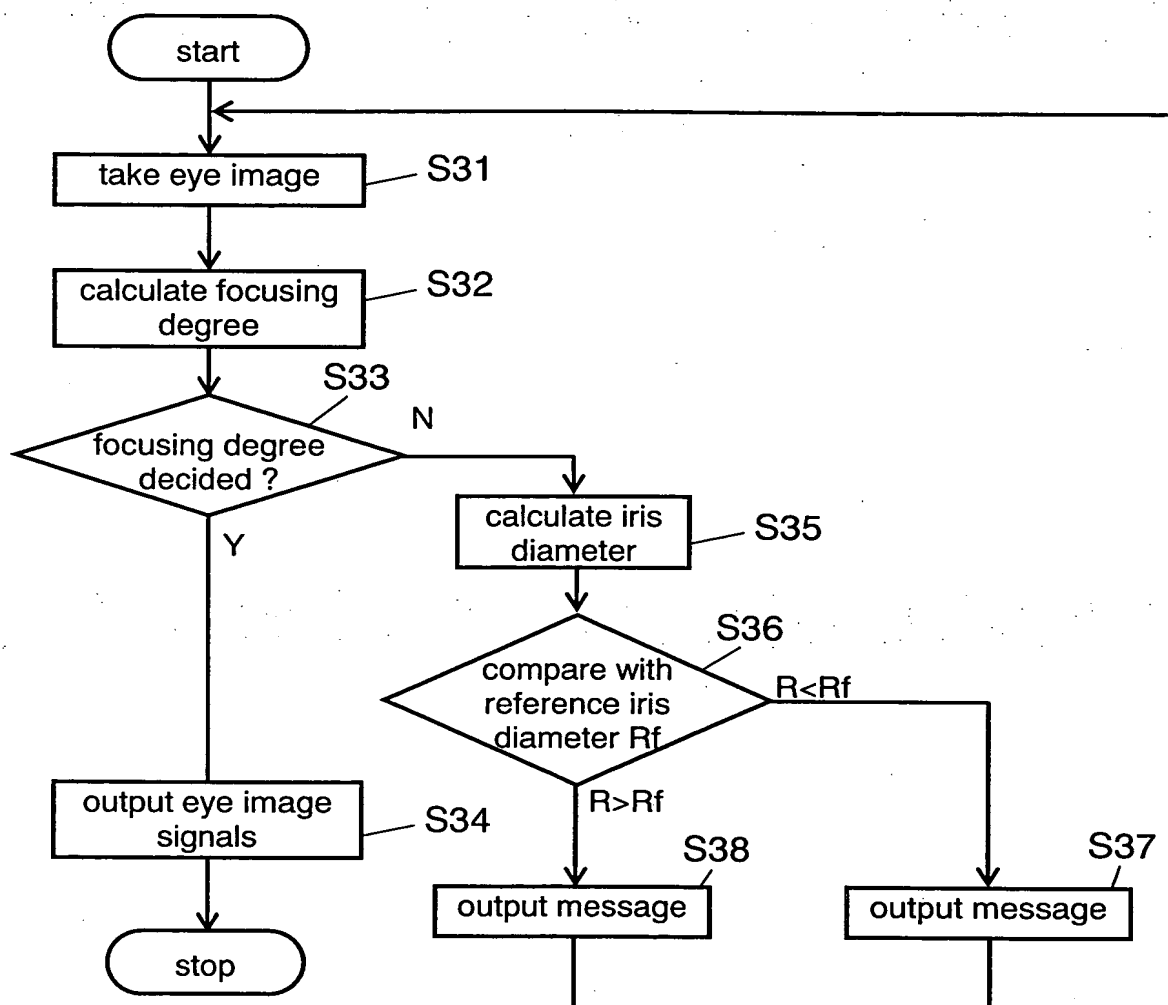 start
take eye image
S31
calculate focusing
degree
S32
S33
focusing degree
decided ?
N
Y
calculate iris
diameter
S35
S36
compare with
reference iris
diameter Rf
R<Rf
R>Rf
output eye image
signals
S34
S38
output message
S37
output message
stop